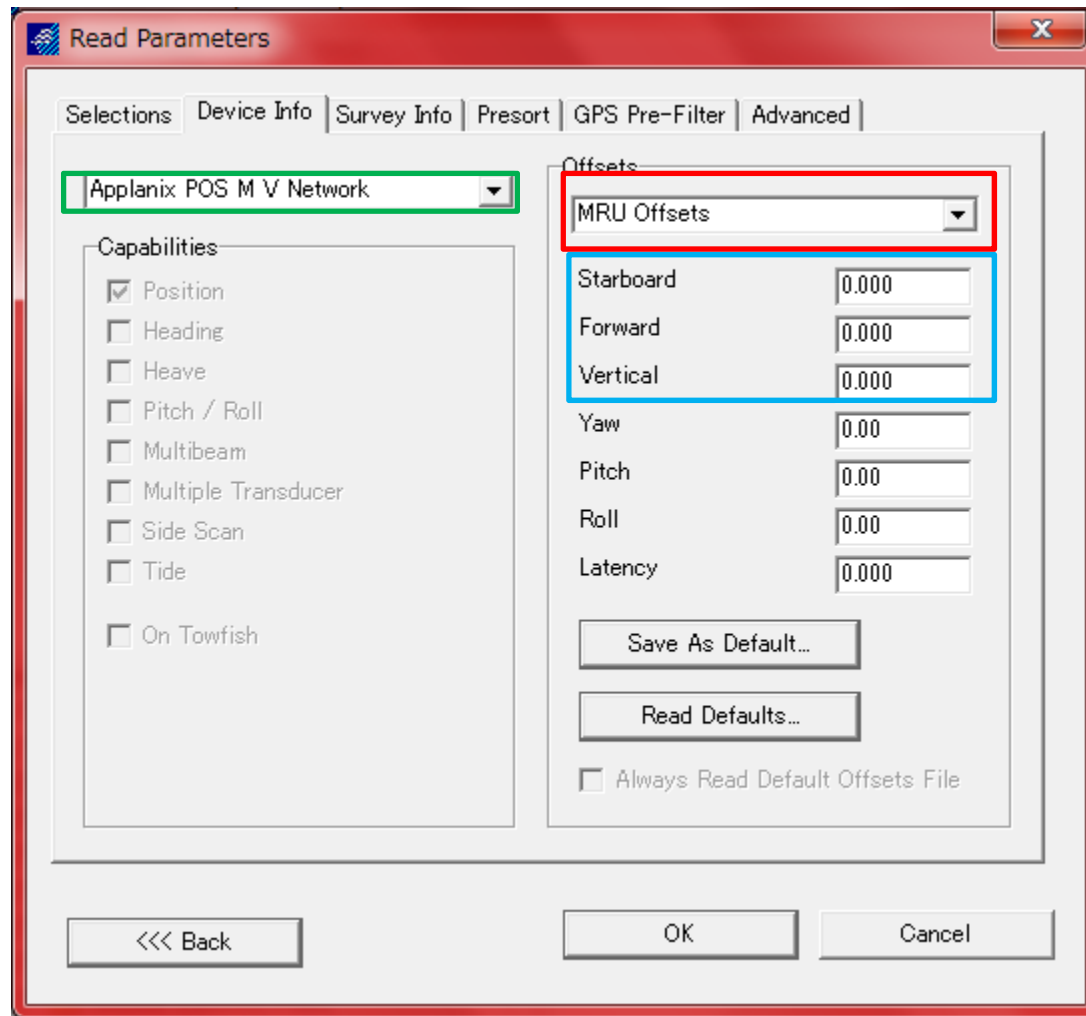 Read Parameters
Selections Device Info Survey Info Presort GPS Pre-Filter Advanced
Applanix POS M V Network
Capabilities
Position
Heading
Heave
Pitch / Roll
Multibeam
Multiple Transducer
Side Scan
Tide
On Towfish
Offsets
MRU Offsets
Starboard 0.000
Forward 0.000
Vertical 0.000
Yaw 0.00
Pitch 0.00
Roll 0.00
Latency 0.000
Save As Default...
Read Defaults...
Always Read Default Offsets File
<<< Back OK Cancel